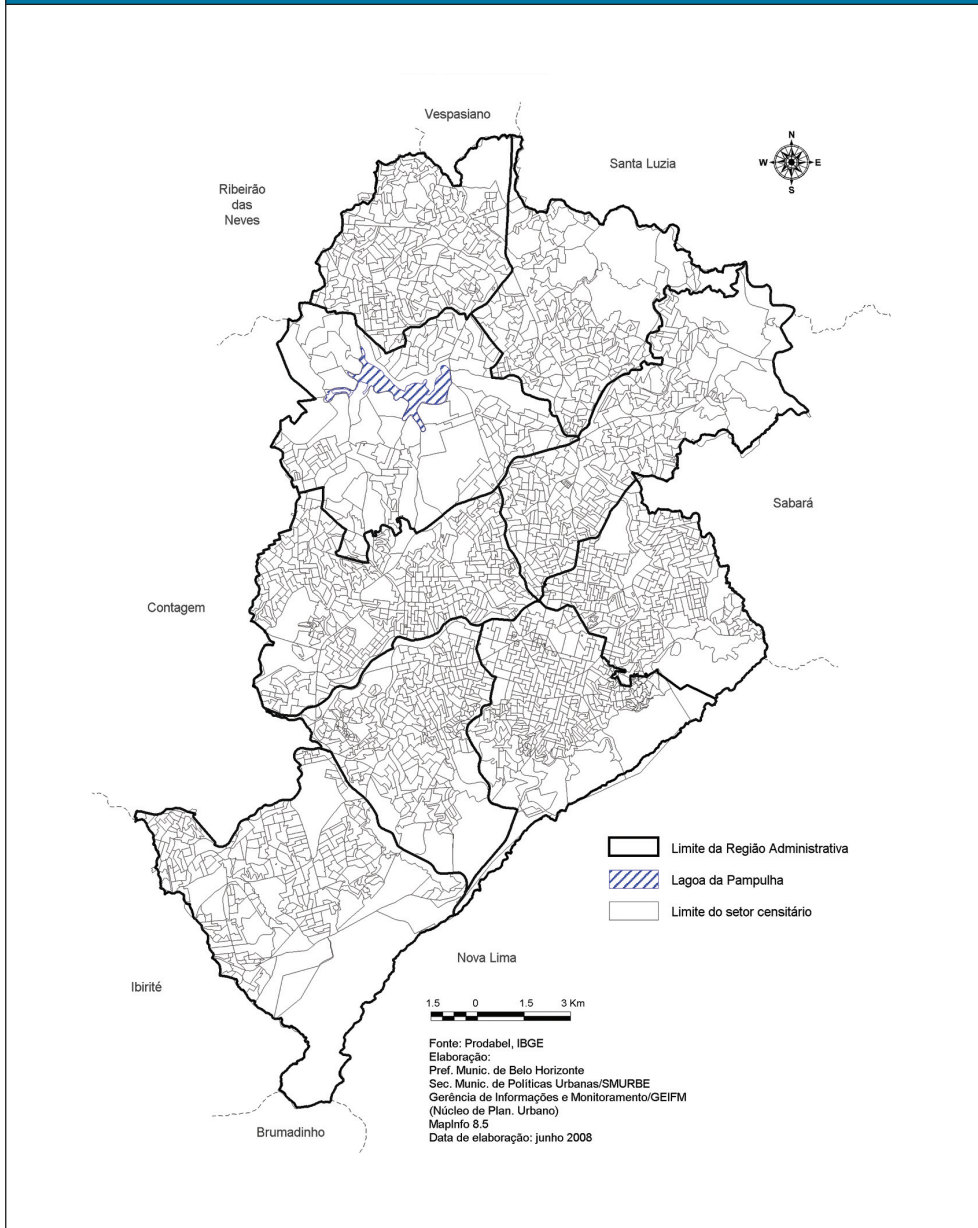 Vespasiano
N
Santa Luzia
W
E
S
Ribeirão
das
Neves
Sabará
Contagem
Limite da Região Administrativa
Lagoa da Pampulha
Limite do setor censitário
Nova Lima
Ibirité
1.5 0 1.5 3 Km
Fonte: Prodabel, IBGE
Elaboração:
Pref. Munic. de Belo Horizonte
Sec. Munic. de Políticas Urbanas/SMURBE
Gerência de Informações e Monitoramento/GEIFM
(Núcleo de Plan. Urbano)
MapInfo 8.5
Data de elaboração: junho 2008
Brumadinho